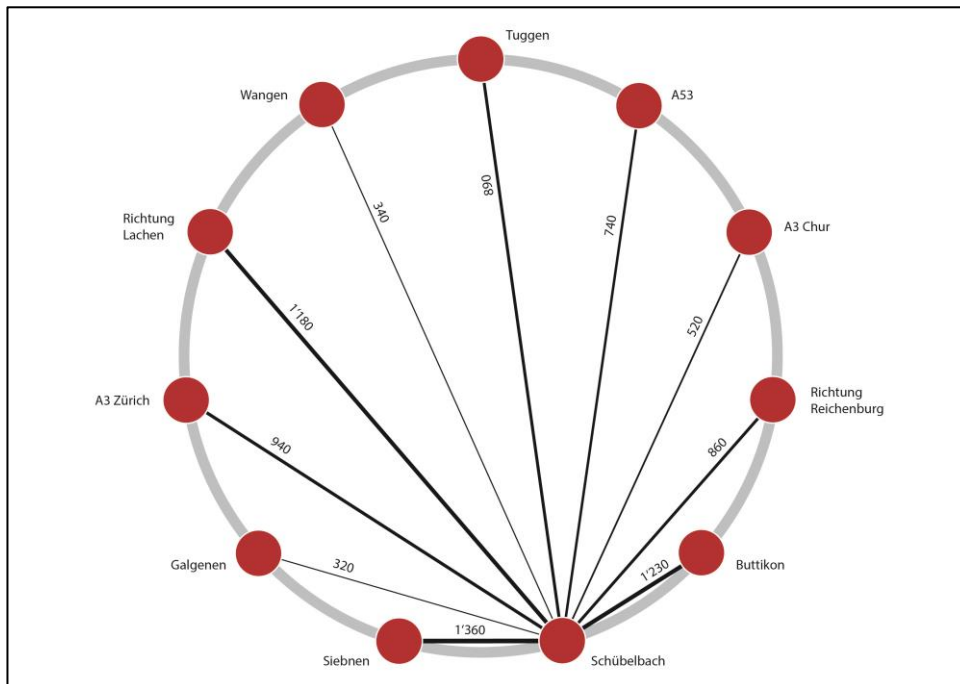 Tuggen
Wangen
A53
Richtung
Lachen
A3 Chur
A3 Zürich
Richtung
Reichenburg
Galgenen
Buttikon
Siebnen
Schübelbach
340
890
740
520
1'180
860
940
1'230
320
1'360